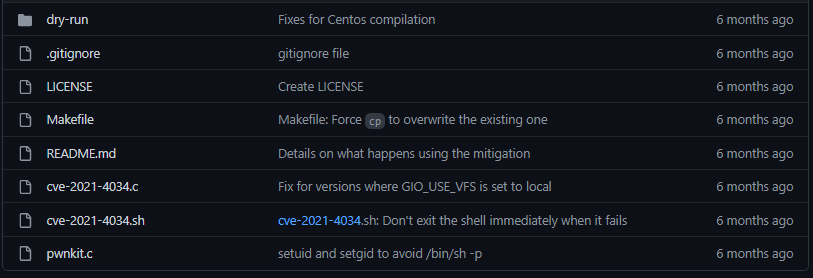 dry-run Fixes for Centos compilation 6 months ago
.gitignore gitignore file 6 months ago
LICENSE Create LICENSE 6 months ago
Makefile Makefile: Force cp to overwrite the existing one 6 months ago
README.md Details on what happens using the mitigation 6 months ago
cve-2021-4034.c Fix for versions where GIO_USE_VFS is set to local 6 months ago
cve-2021-4034.sh cve-2021-4034.sh: Don't exit the shell immediately when it fails 6 months ago
pwnkit.c setuid and setgid to avoid /bin/sh -p 6 months ago